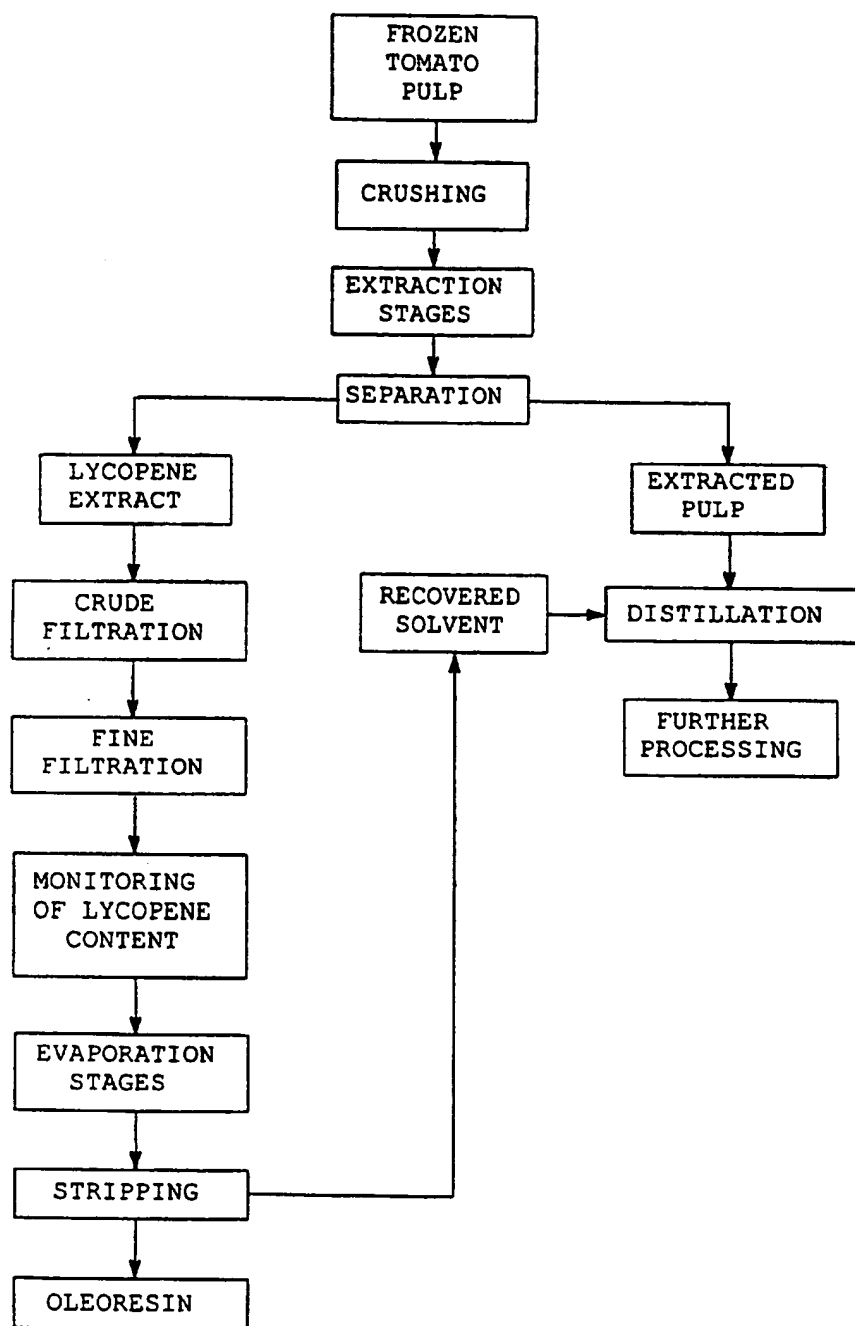 FROZEN
TOMATO
PULP
CRUSHING
EXTRACTION
STAGES
SEPARATION
LYCOPENE
EXTRACT
EXTRACTED
PULP
CRUDE
FILTRATION
RECOVERED
SOLVENT
DISTILLATION
FINE
FILTRATION
FURTHER
PROCESSING
MONITORING
OF LYCOPENE
CONTENT
EVAPORATION
STAGES
STRIPPING
OLEORESIN